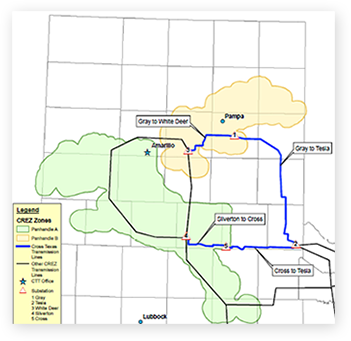 Pampa
Gray to White Deer
1
Gray to Tesla
Amarillo
3
Silverton to Cross
4
5
2
Cross to Tesla
Lubbock
Legend
CREZ Zones
Panhandle A
Panhandle B
Cross Texas
Transmission
Lines
Other CREZ
Transmission
Lines
CTT Office
Substation
1 Gray
2 Tesla
3 White Deer
4 Silverton
5 Cross